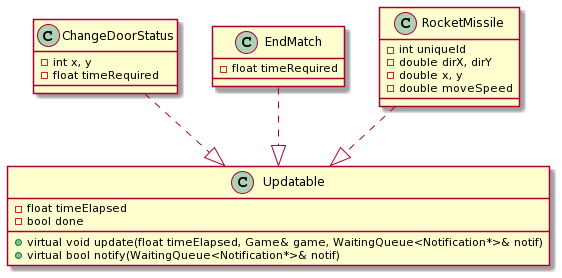 C ChangeDoorStatus
int x, y
float timeRequired
C EndMatch
float timeRequired
C RocketMissile
int uniqueId
double dirX, dirY
double x, y
double moveSpeed
C Updatable
float timeElapsed
bool done
virtual void update(float timeElapsed, Game& game, WaitingQueue<Notification*>& notif)
virtual bool notify(WaitingQueue<Notification*>& notif)